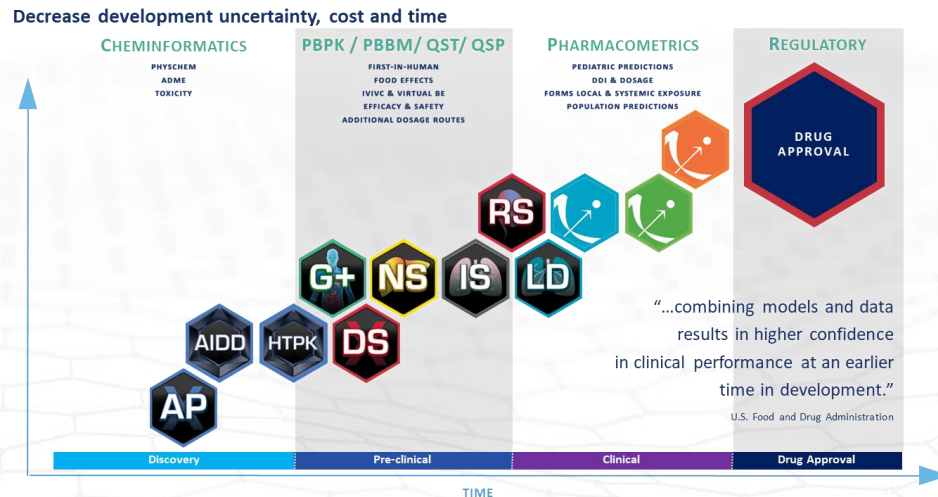 Decrease development uncertainty, cost and time
CHEMINFORMATICS
PHYSCHEM
ADME
TOXICITY
PBPK / PBBM/ QST/ QSP
FIRST-IN-HUMAN
FOOD EFFECTS
IVIVC & VIRTUAL BE
EFFICACY & SAFETY
ADDITIONAL DOSAGE ROUTES
PHARMACOMETRICS
PEDIATRIC PREDICTIONS
DDI & DOSAGE
FORMS LOCAL & SYSTEMIC EXPOSURE
POPULATION PREDICTIONS
REGULATORY
DRUG
APPROVAL
RS
G+
NS
IS
LD
AIDD
HTPK
DS
AP
“…combining models and data
results in higher confidence
in clinical performance at an earlier
time in development.”
U.S. Food and Drug Administration
Discovery
Pre-clinical
Clinical
Drug Approval
TIME